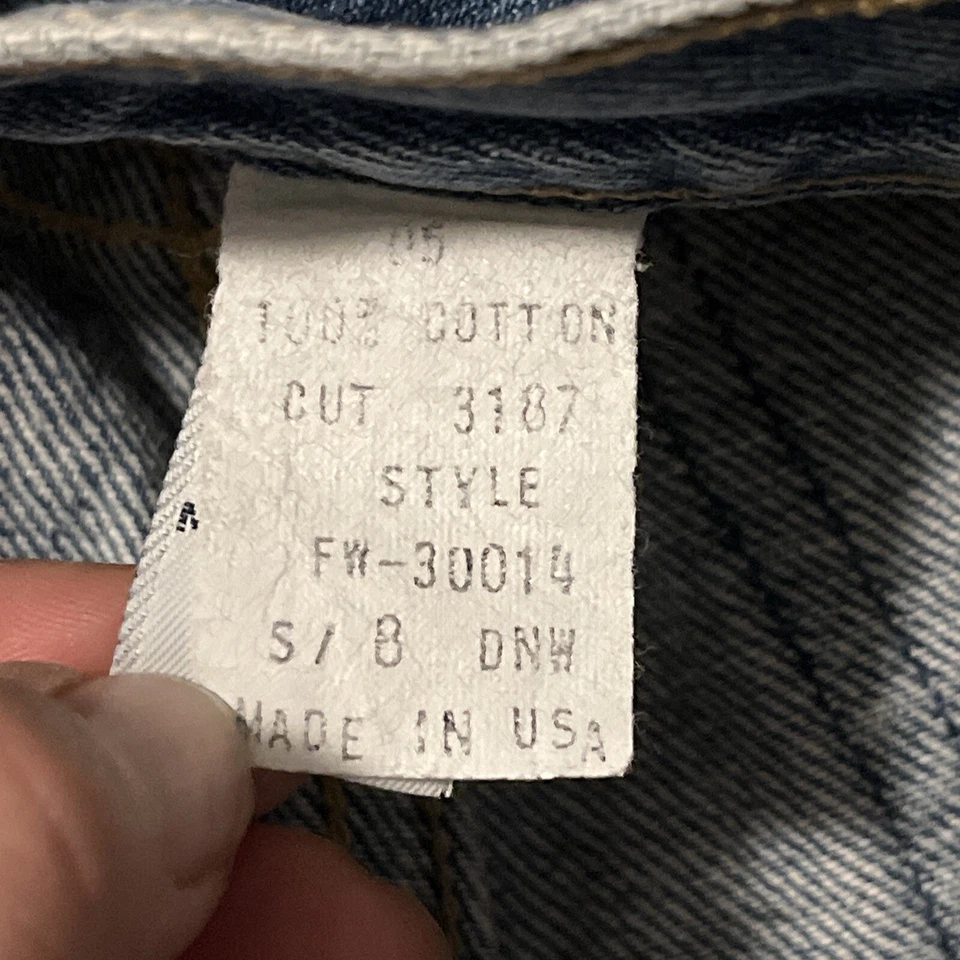 05
100% COTTON
CUT 3187
STYLE
FW-30014
S/ 8 DNW
MADE IN USA